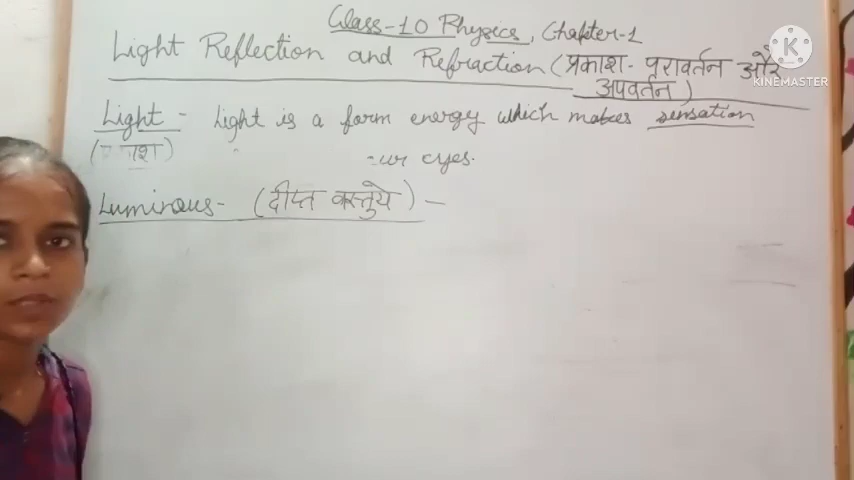 Class-10 Physics, Chapter-1
Light Reflection and Refraction (प्रकाश- परावर्तन और
अपवर्तन)
Light - Light is a form energy which makes sensation
eyes.
Luminous- (दीप्त वस्तुये) -
KINEMASTER